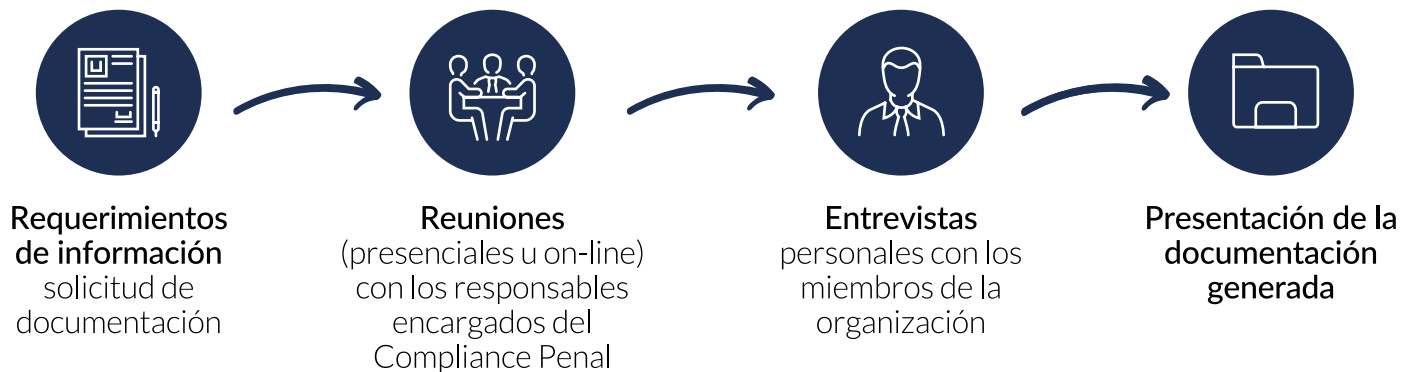 Requerimientos
de información
solicitud de
documentación
Reuniones
(presenciales u on-line)
con los responsables
encargados del
Compliance Penal
Entrevistas
personales con los
miembros de la
organización
Presentación de la
documentación
generada